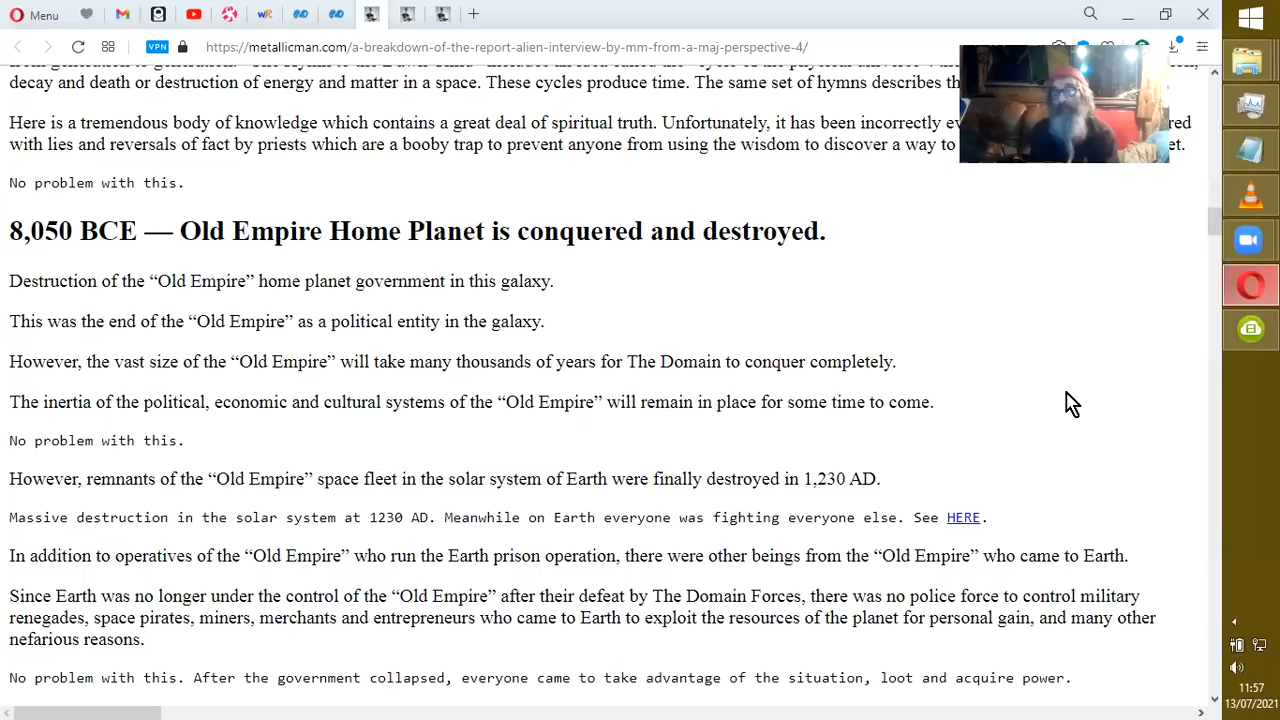 Menu
VPN
https://metallicman.com/a-breakdown-of-the-report-alien-interview-by-mm-from-a-maj-perspective-4/
decay and death or destruction of energy and matter in a space. These cycles produce time. The same set of hymns describes th
Here is a tremendous body of knowledge which contains a great deal of spiritual truth. Unfortunately, it has been incorrectly ev
with lies and reversals of fact by priests which are a booby trap to prevent anyone from using the wisdom to discover a way to
No problem with this.
8,050 BCE — Old Empire Home Planet is conquered and destroyed.
Destruction of the “Old Empire” home planet government in this galaxy.
This was the end of the “Old Empire” as a political entity in the galaxy.
However, the vast size of the “Old Empire” will take many thousands of years for The Domain to conquer completely.
The inertia of the political, economic and cultural systems of the “Old Empire” will remain in place for some time to come.
No problem with this.
However, remnants of the “Old Empire” space fleet in the solar system of Earth were finally destroyed in 1,230 AD.
Massive destruction in the solar system at 1230 AD. Meanwhile on Earth everyone was fighting everyone else. See HERE.
In addition to operatives of the “Old Empire” who run the Earth prison operation, there were other beings from the “Old Empire” who came to Earth.
Since Earth was no longer under the control of the “Old Empire” after their defeat by The Domain Forces, there was no police force to control military
renegades, space pirates, miners, merchants and entrepreneurs who came to Earth to exploit the resources of the planet for personal gain, and many other
nefarious reasons.
No problem with this. After the government collapsed, everyone came to take advantage of the situation, loot and acquire power.
11:57
13/07/2021